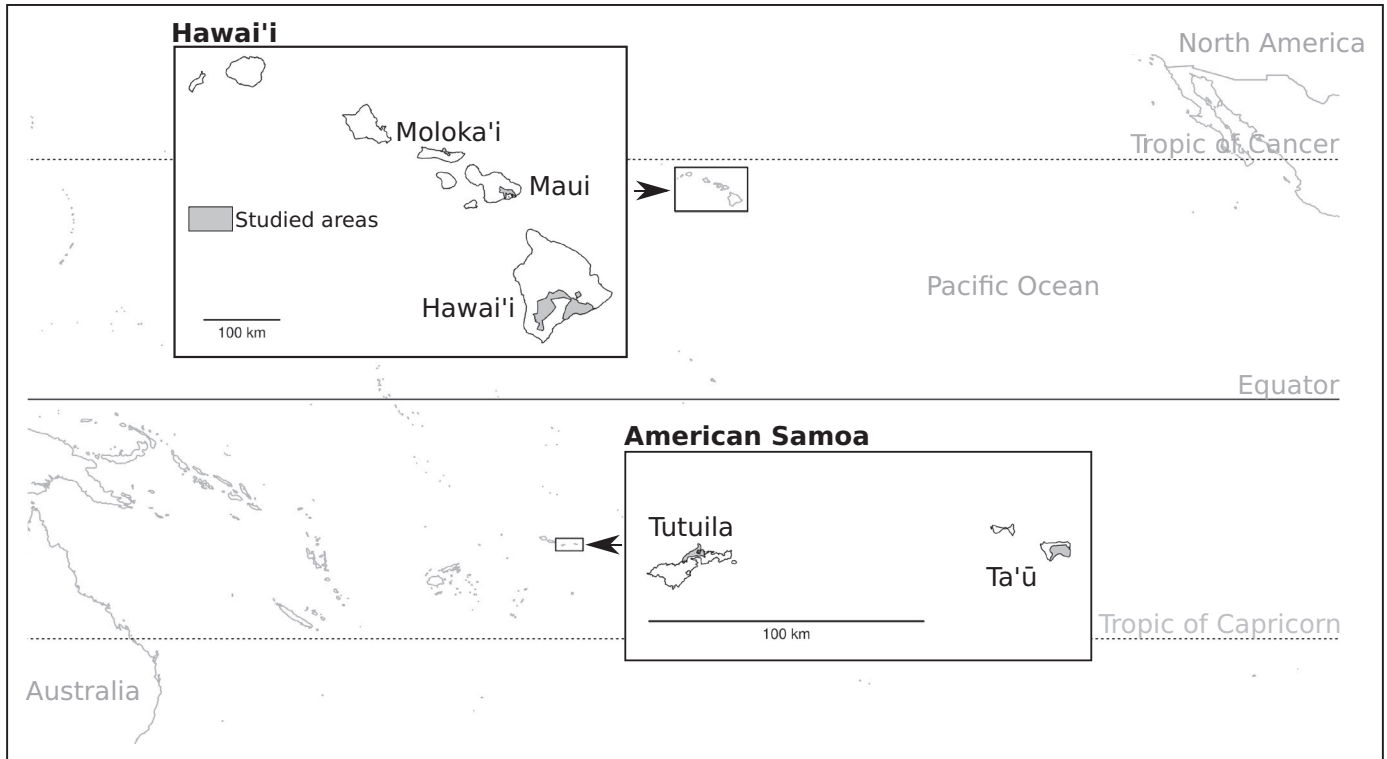 Hawai'i
North America
Moloka'i
Tropic of Cancer
Maui
Studied areas
Pacific Ocean
Hawai'i
100 km
Equator
American Samoa
Tutuila
Ta'ū
Tropic of Capricorn
100 km
Australia